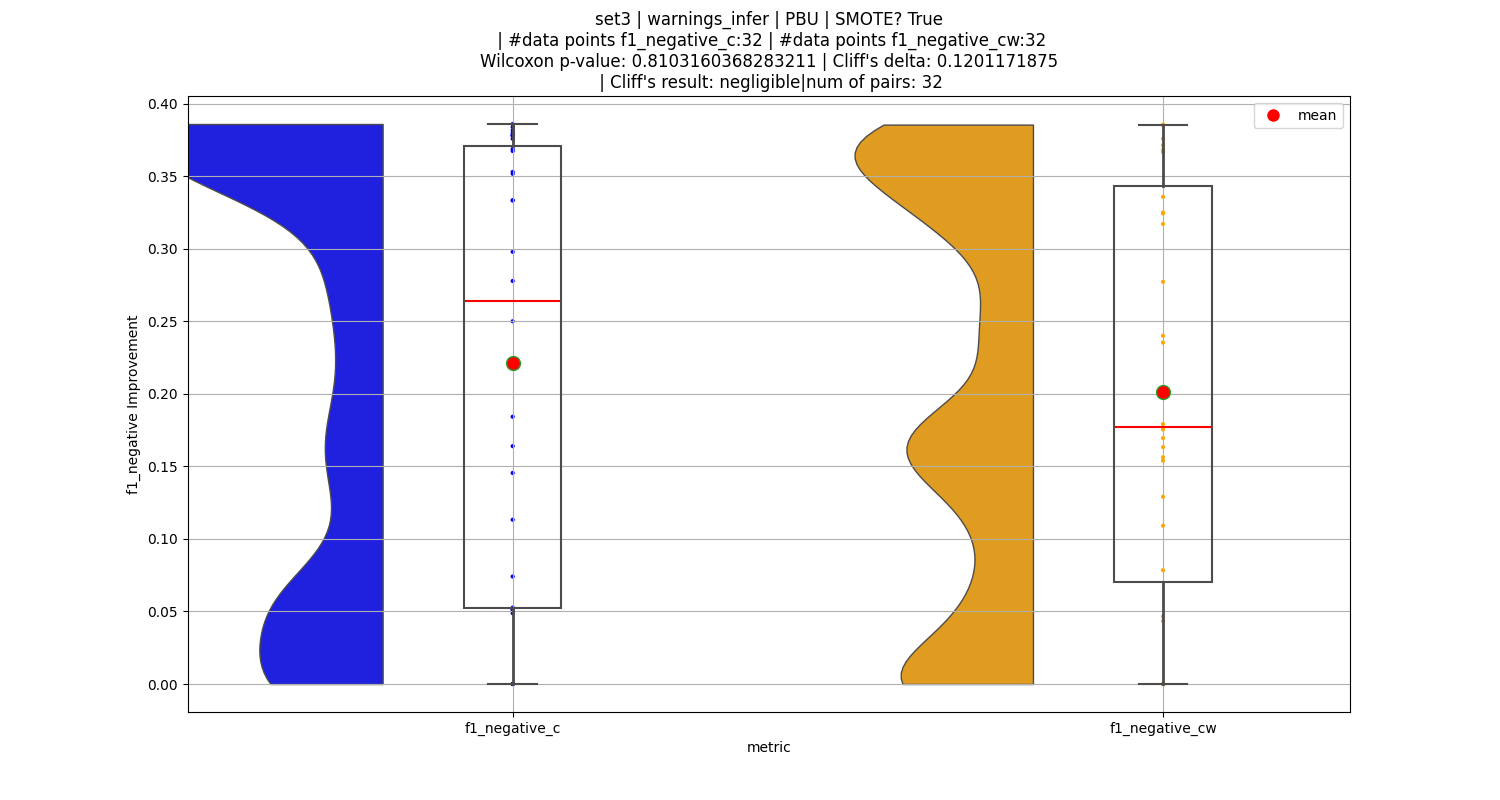 set3 | warnings_infer | PBU | SMOTE? True
| #data points f1_negative_c:32 | #data points f1_negative_cw:32
Wilcoxon p-value: 0.8103160368283211 | Cliff's delta: 0.1201171875
| Cliff's result: negligible|num of pairs: 32
mean
0.40
0.35
0.30
0.25
0.20
0.15
0.10
0.05
0.00
f1_negative Improvement
f1_negative_c
f1_negative_cw
metric